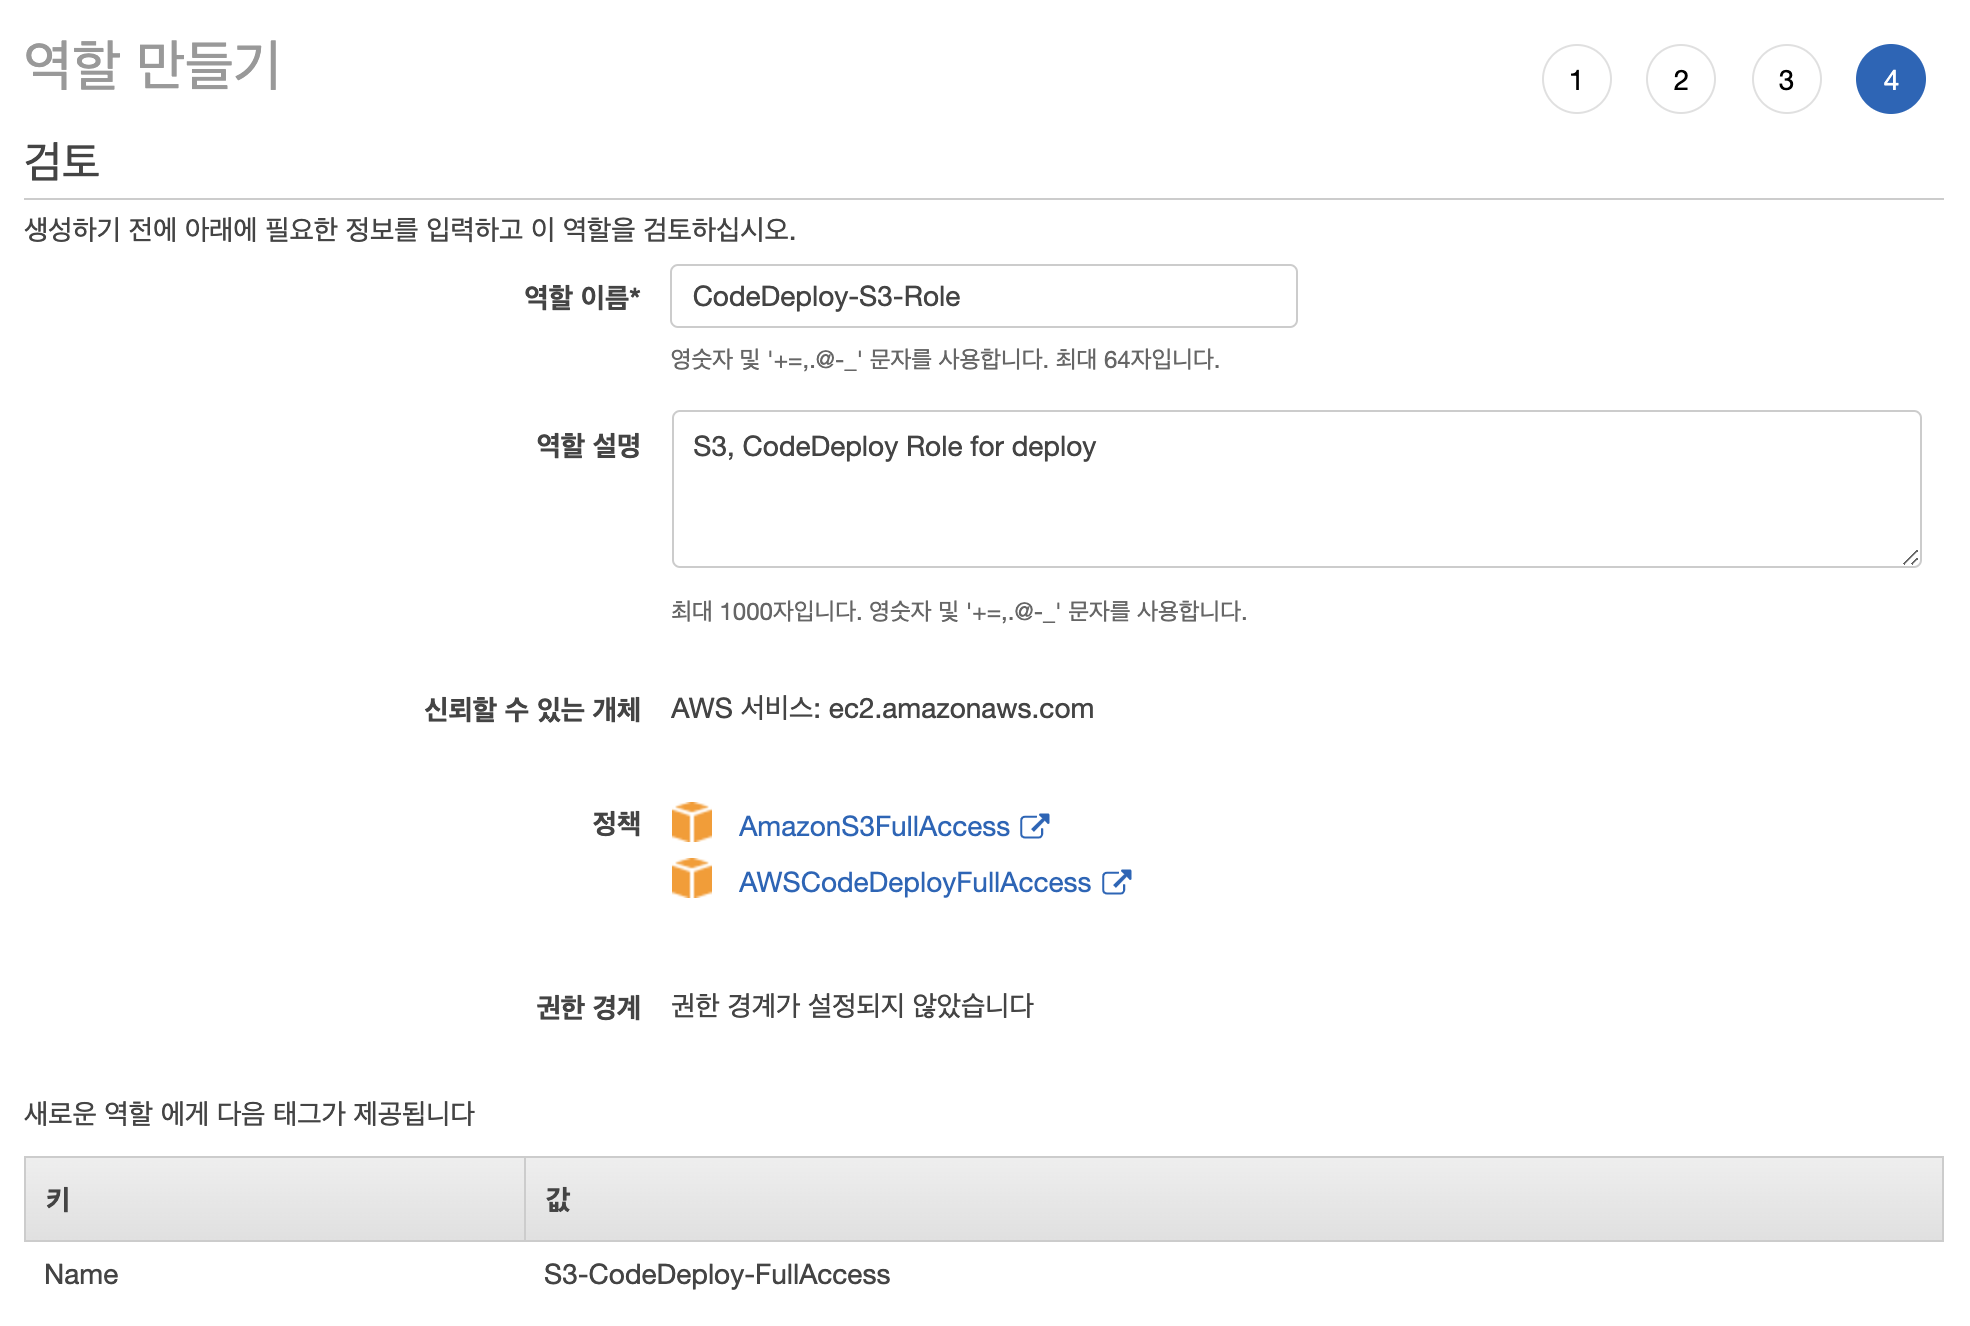 역할 만들기
1 2 3 4
검토
생성하기 전에 아래에 필요한 정보를 입력하고 이 역할을 검토하십시오.
역할 이름* CodeDeploy-S3-Role
영숫자 및 '+=,.@-_' 문자를 사용합니다. 최대 64자입니다.
역할 설명 S3, CodeDeploy Role for deploy
최대 1000자입니다. 영숫자 및 '+=,.@-_' 문자를 사용합니다.
신뢰할 수 있는 개체 AWS 서비스: ec2.amazonaws.com
정책 AmazonS3FullAccess
AWSCodeDeployFullAccess
권한 경계 권한 경계가 설정되지 않았습니다
새로운 역할 에게 다음 태그가 제공됩니다
키 값
Name S3-CodeDeploy-FullAccess